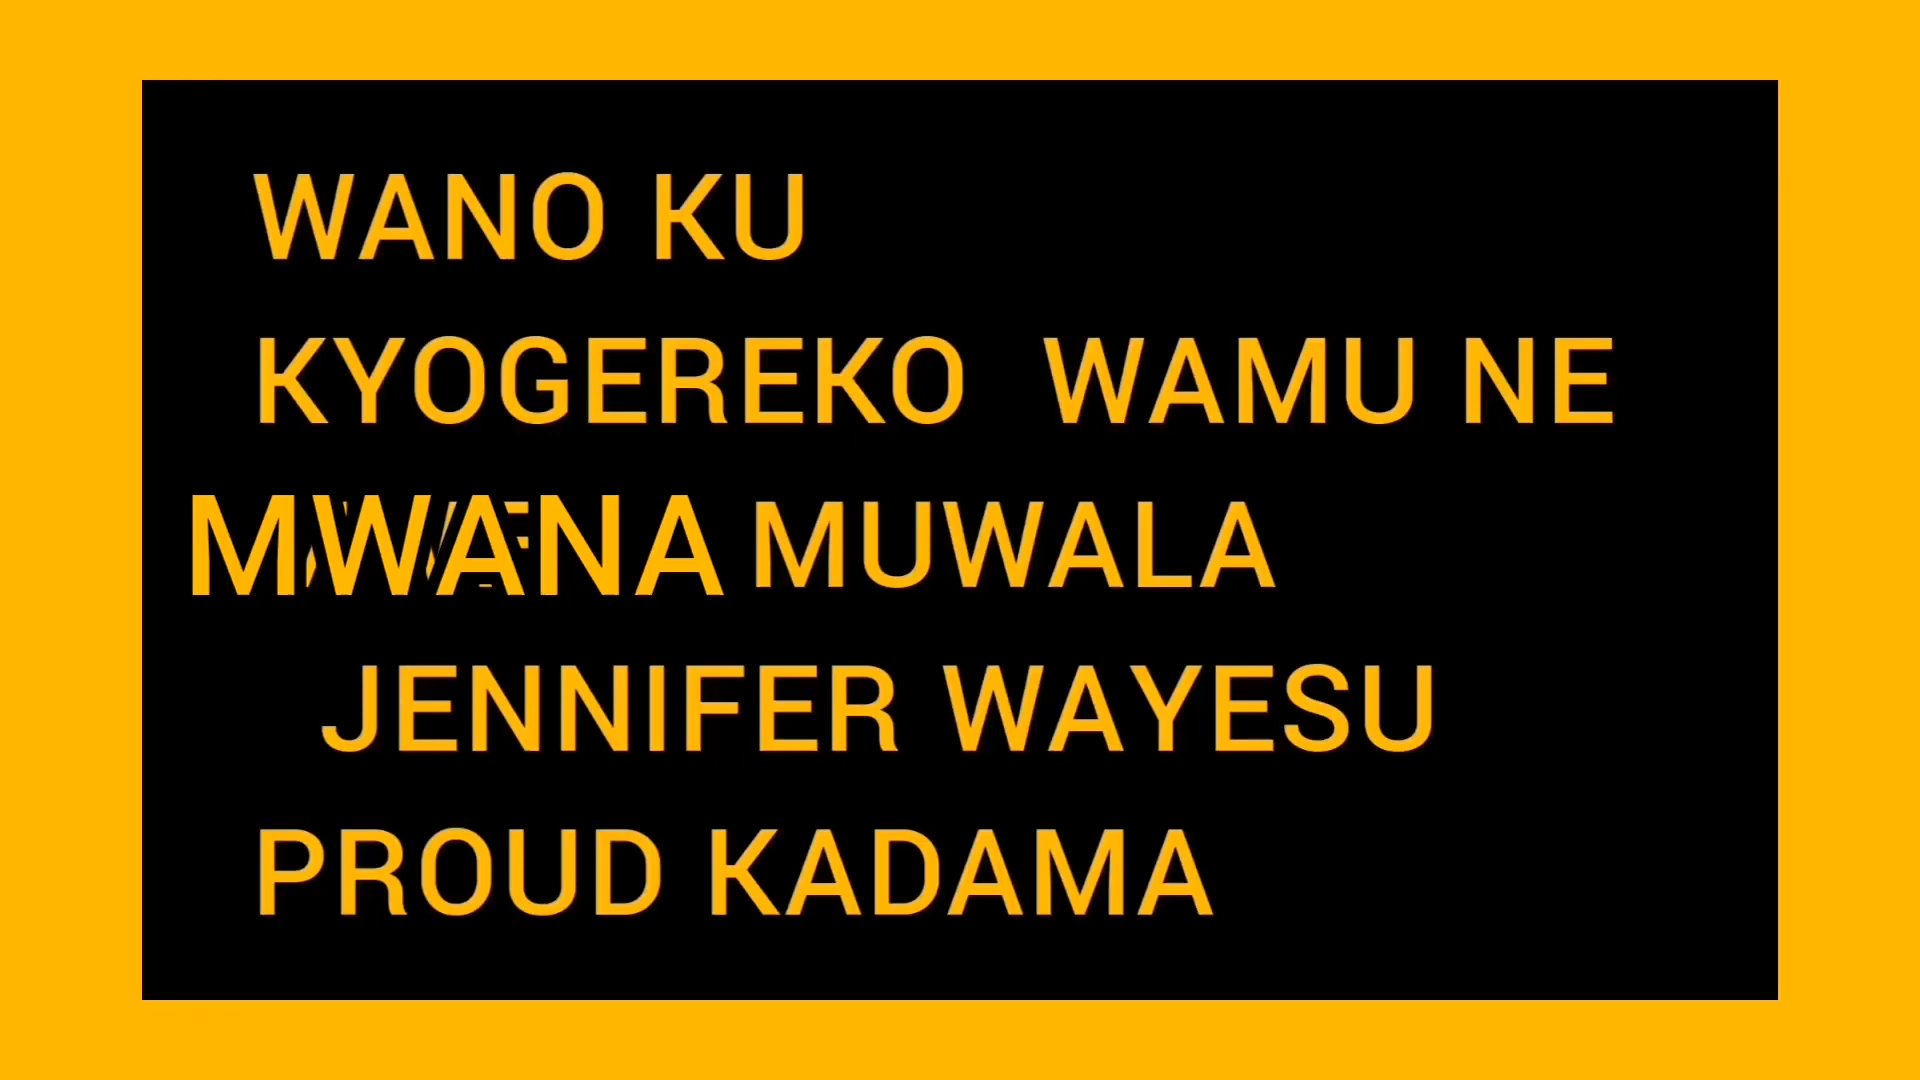 WANO KU
KYOGEREKO WAMU NE
MWANA MUWALA
JENNIFER WAYESU
PROUD KADAMA